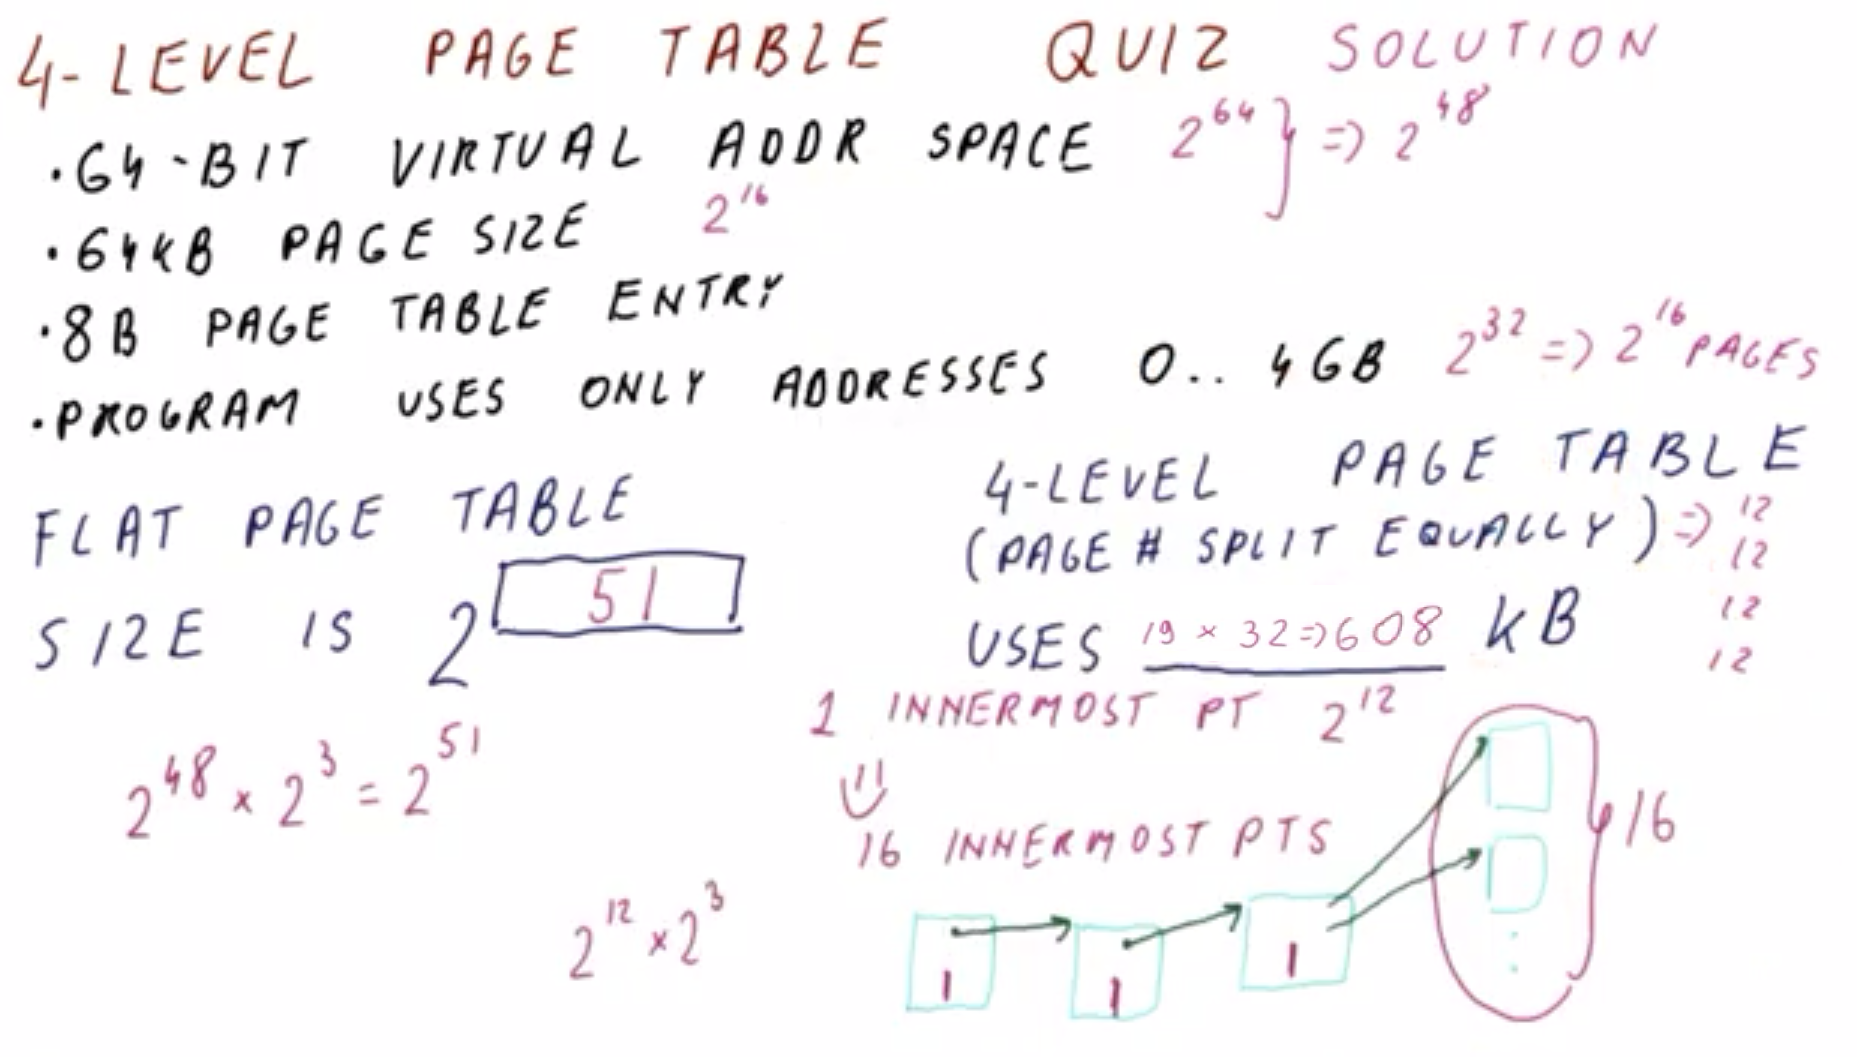 4-LEVEL PAGE TABLE QUIZ SOLUTION
·64-BIT VIRTUAL ADDR SPACE 2^64 } => 2^48
·64KB PAGE SIZE 2^16
·8B PAGE TABLE ENTRY
·PROGRAM USES ONLY ADDRESSES 0.. 4GB 2^32 => 2^16 PAGES
FLAT PAGE TABLE
SIZE IS 2^51
2^48 x 2^3 = 2^51
2^12 x 2^3
4-LEVEL PAGE TABLE
(PAGE # SPLIT EQUALLY) => 12
12
12
12
USES 19 x 32 => 608 KB
1 INNERMOST PT 2^12
16 INNERMOST PTS
1 1 1
16